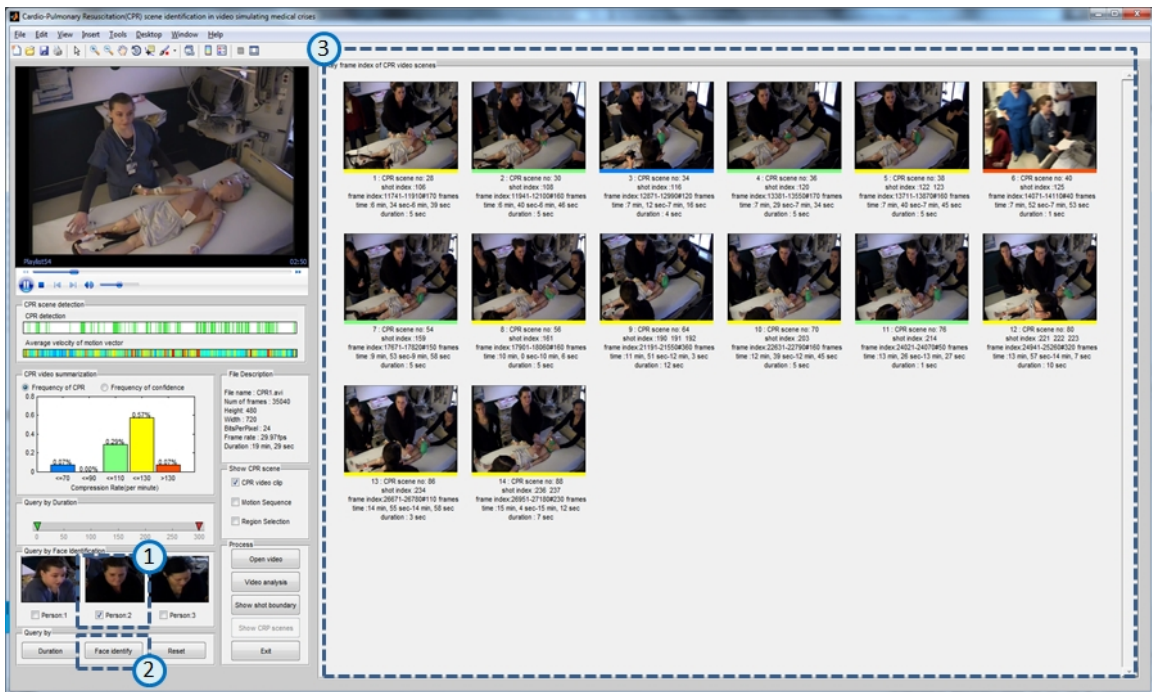 Cardio-Pulmonary Resuscitation(CPR) scene identification in video simulating medical crises
File Edit View Insert Tools Desktop Window Help
3
Key frame index of CPR video scenes
Playlist34 02:50
CPR scene detection
CPR detection
Average velocity of motion vector
CPR video summarization
Frequency of CPR Frequency of confidence
0.8
0.6
0.4
0.2
0
0.07% 0.00% 0.29% 0.57% 0.07%
<=70 <=90 <=110 <=130 >130
Compression Rate(per minute)
File Description
File name : CPR1.avi
Num of frames : 35040
Height: 480
Width : 720
BitsPerPixel : 24
Frame rate : 29.97fps
Duration :19 min, 29 sec
Show CPR scene
CPR video clip
Motion Sequence
Region Selection
Query by Duration
0 50 100 150 200 250 300
Query by Face Identification
1
Person:1 Person:2 Person:3
Query by
Duration Face identify Reset
2
Process
Open video
Video analysis
Show shot boundary
Show CRP scenes
Exit
1 : CPR scene no: 28
shot index :106
frame index:11741-11910#170 frames
time :6 min, 34 sec-6 min, 39 sec
duration : 5 sec
2 : CPR scene no: 30
shot index :108
frame index:11941-12100#160 frames
time :6 min, 40 sec-6 min, 46 sec
duration : 5 sec
3 : CPR scene no: 34
shot index :116
frame index:12871-12990#120 frames
time :7 min, 12 sec-7 min, 16 sec
duration : 4 sec
4 : CPR scene no: 36
shot index :120
frame index:13381-13550#170 frames
time :7 min, 29 sec-7 min, 34 sec
duration : 5 sec
5 : CPR scene no: 38
shot index :122 123
frame index:13711-13870#160 frames
time :7 min, 40 sec-7 min, 45 sec
duration : 5 sec
6 : CPR scene no: 40
shot index :125
frame index:14071-14110#40 frames
time :7 min, 52 sec-7 min, 53 sec
duration : 1 sec
7 : CPR scene no: 54
shot index :159
frame index:17671-17820#150 frames
time :9 min, 53 sec-9 min, 58 sec
duration : 5 sec
8 : CPR scene no: 56
shot index :161
frame index:17901-18060#160 frames
time :10 min, 0 sec-10 min, 6 sec
duration : 5 sec
9 : CPR scene no: 64
shot index :190 191 192
frame index:21191-21550#360 frames
time :11 min, 51 sec-12 min, 3 sec
duration : 12 sec
10 : CPR scene no: 70
shot index :203
frame index:22631-22790#160 frames
time :12 min, 39 sec-12 min, 45 sec
duration : 5 sec
11 : CPR scene no: 76
shot index :214
frame index:24021-24070#50 frames
time :13 min, 26 sec-13 min, 27 sec
duration : 1 sec
12 : CPR scene no: 80
shot index :221 222 223
frame index:24941-25260#320 frames
time :13 min, 57 sec-14 min, 7 sec
duration : 10 sec
13 : CPR scene no: 86
shot index :234
frame index:26671-26780#110 frames
time :14 min, 55 sec-14 min, 58 sec
duration : 3 sec
14 : CPR scene no: 88
shot index :236 237
frame index:26951-27180#230 frames
time :15 min, 4 sec-15 min, 12 sec
duration : 7 sec